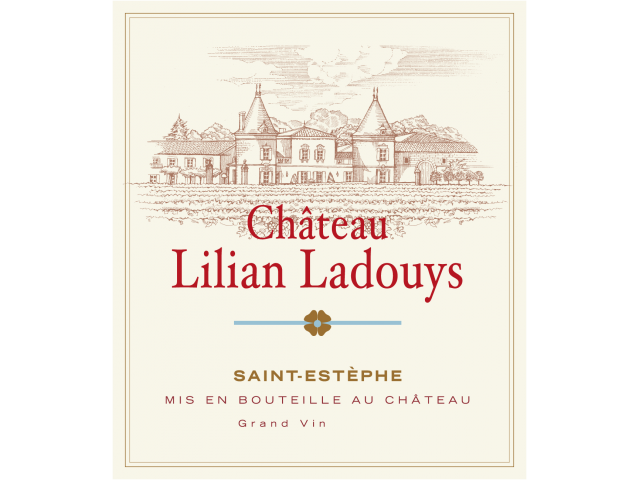 Château
Lilian Ladouys
SAINT-ESTÈPHE
MIS EN BOUTEILLE AU CHÂTEAU
Grand Vin